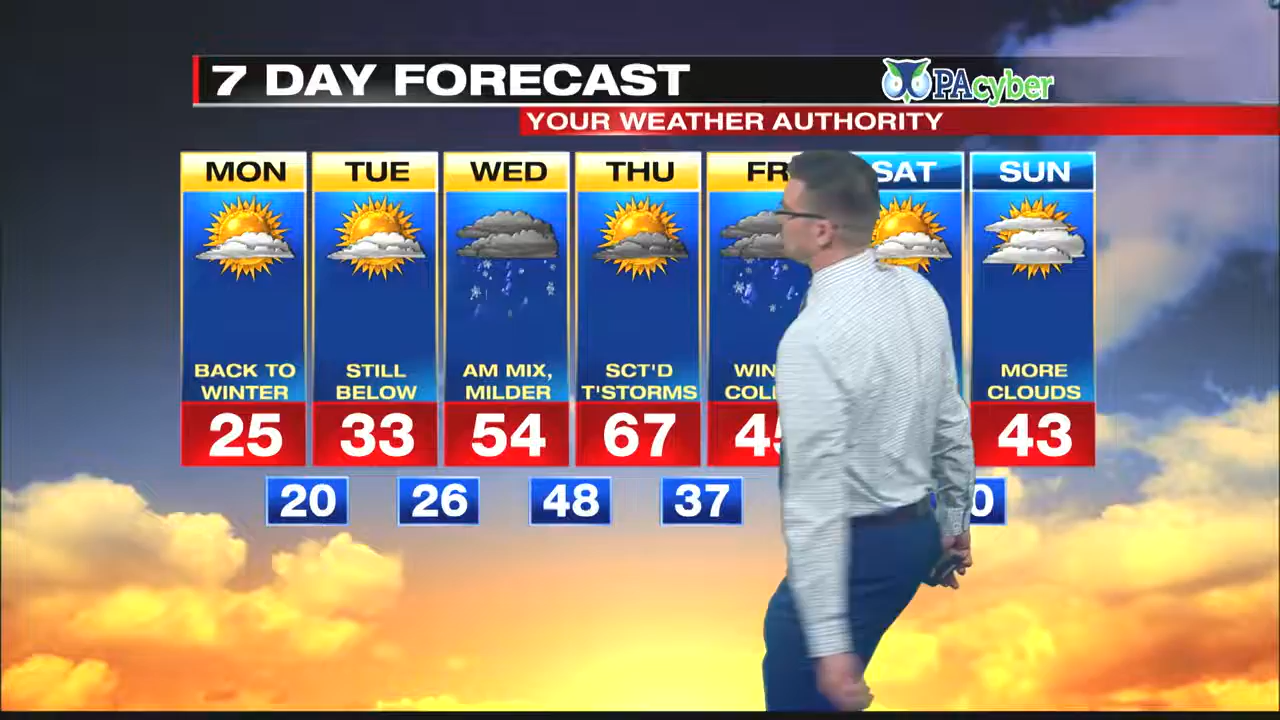 7 DAY FORECAST
PAcyber
YOUR WEATHER AUTHORITY
MON TUE WED THU SAT SUN
BACK TO WINTER
STILL BELOW
AM MIX, MILDER
SCT'D T'STORMS
MORE CLOUDS
25 33 54 67 43
20 26 48 37